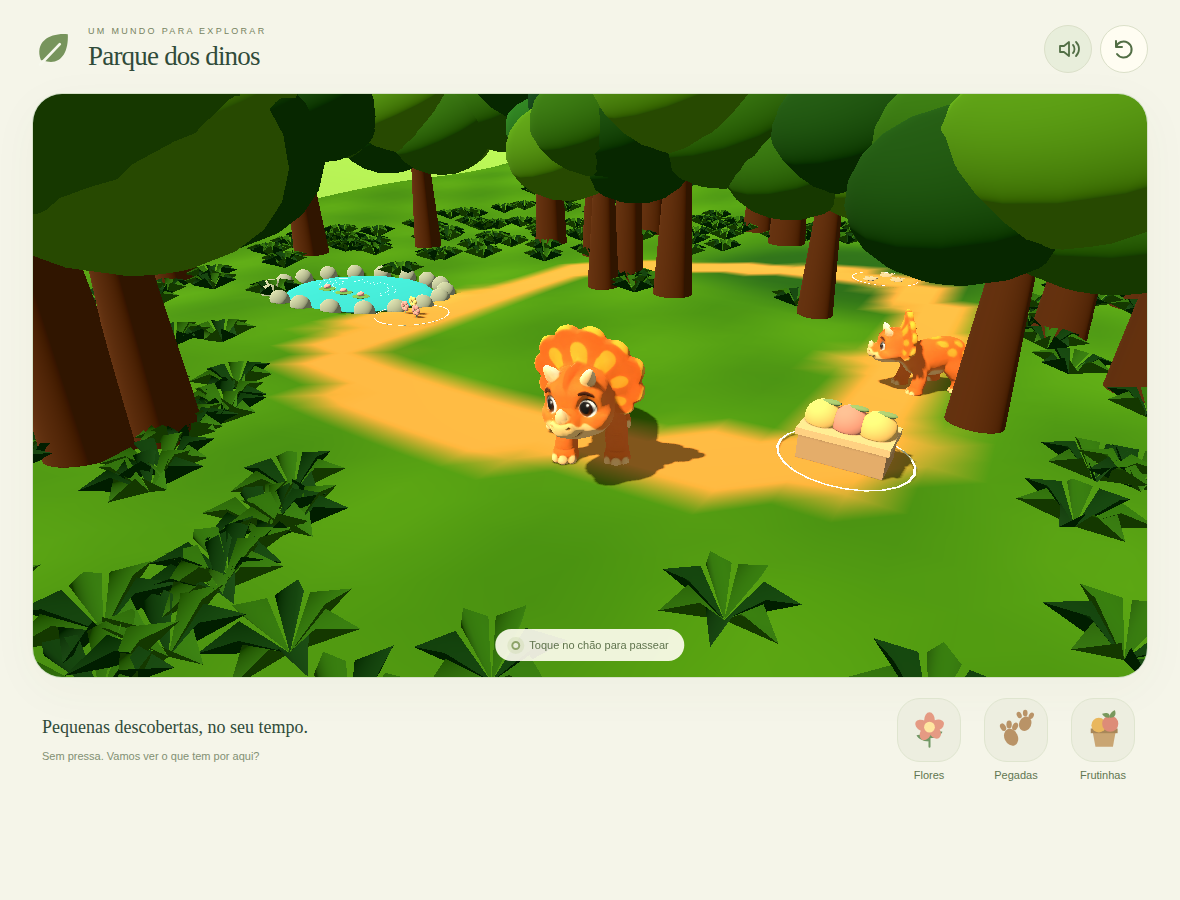 UM MUNDO PARA EXPLORAR
Parque dos dinos
Toque no chão para passear
Pequenas descobertas, no seu tempo.
Sem pressa. Vamos ver o que tem por aqui?
Flores
Pegadas
Frutinhas